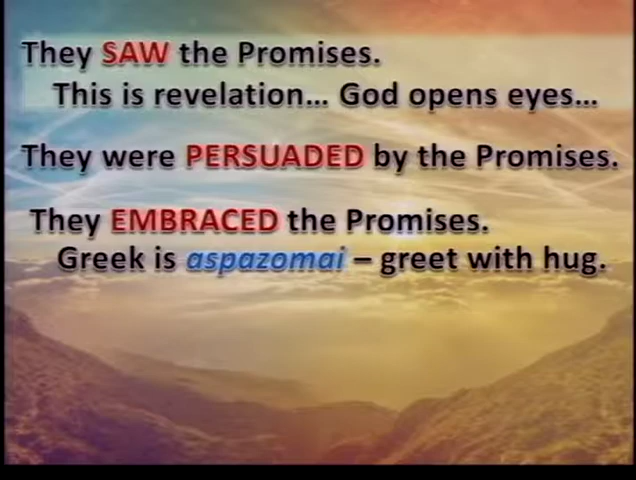 They SAW the Promises.
This is revelation... God opens eyes...
They were PERSUADED by the Promises.
They EMBRACED the Promises.
Greek is aspazomai – greet with hug.